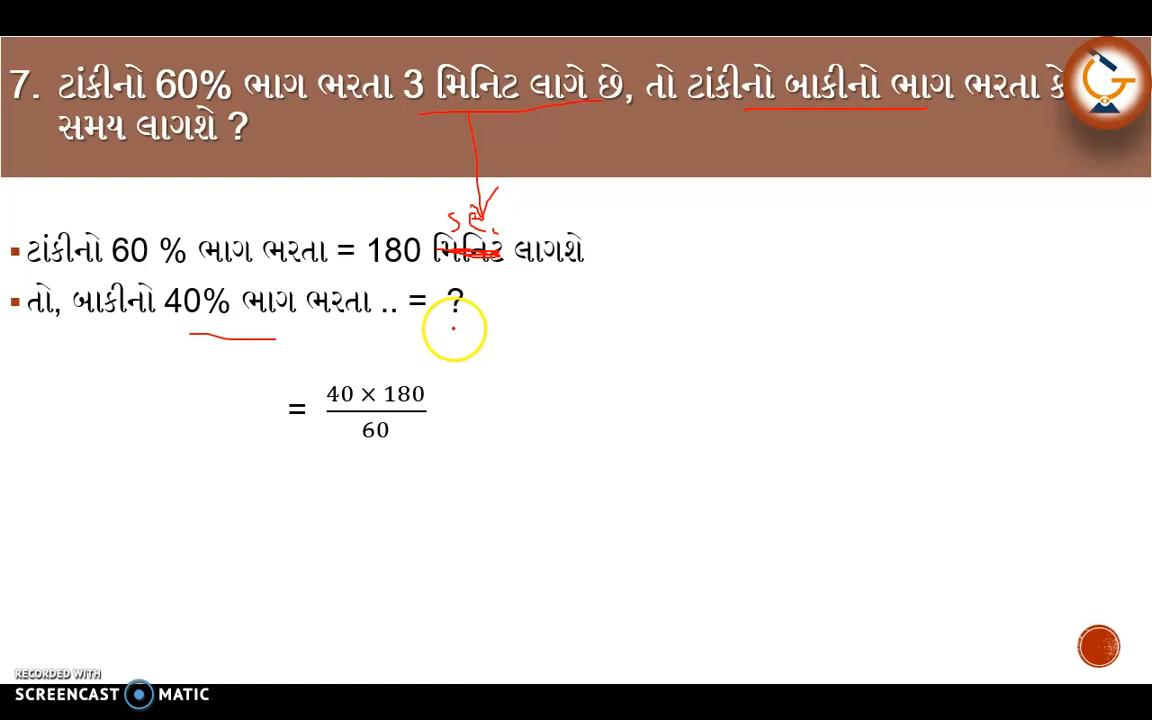 7. ટાંકીનો 60% ભાગ ભરતા 3 મિનિટ લાગે છે, તો ટાંકીનો બાકીનો ભાગ ભરતા
સમય લાગશે ?
▪ ટાંકીનો 60 % ભાગ ભરતા = 180 મિનિટ લાગશે
▪ તો, બાકીનો 40% ભાગ ભરતા .. = ?
= 40 × 180
60
RECORDED WITH
SCREENCAST MATIC